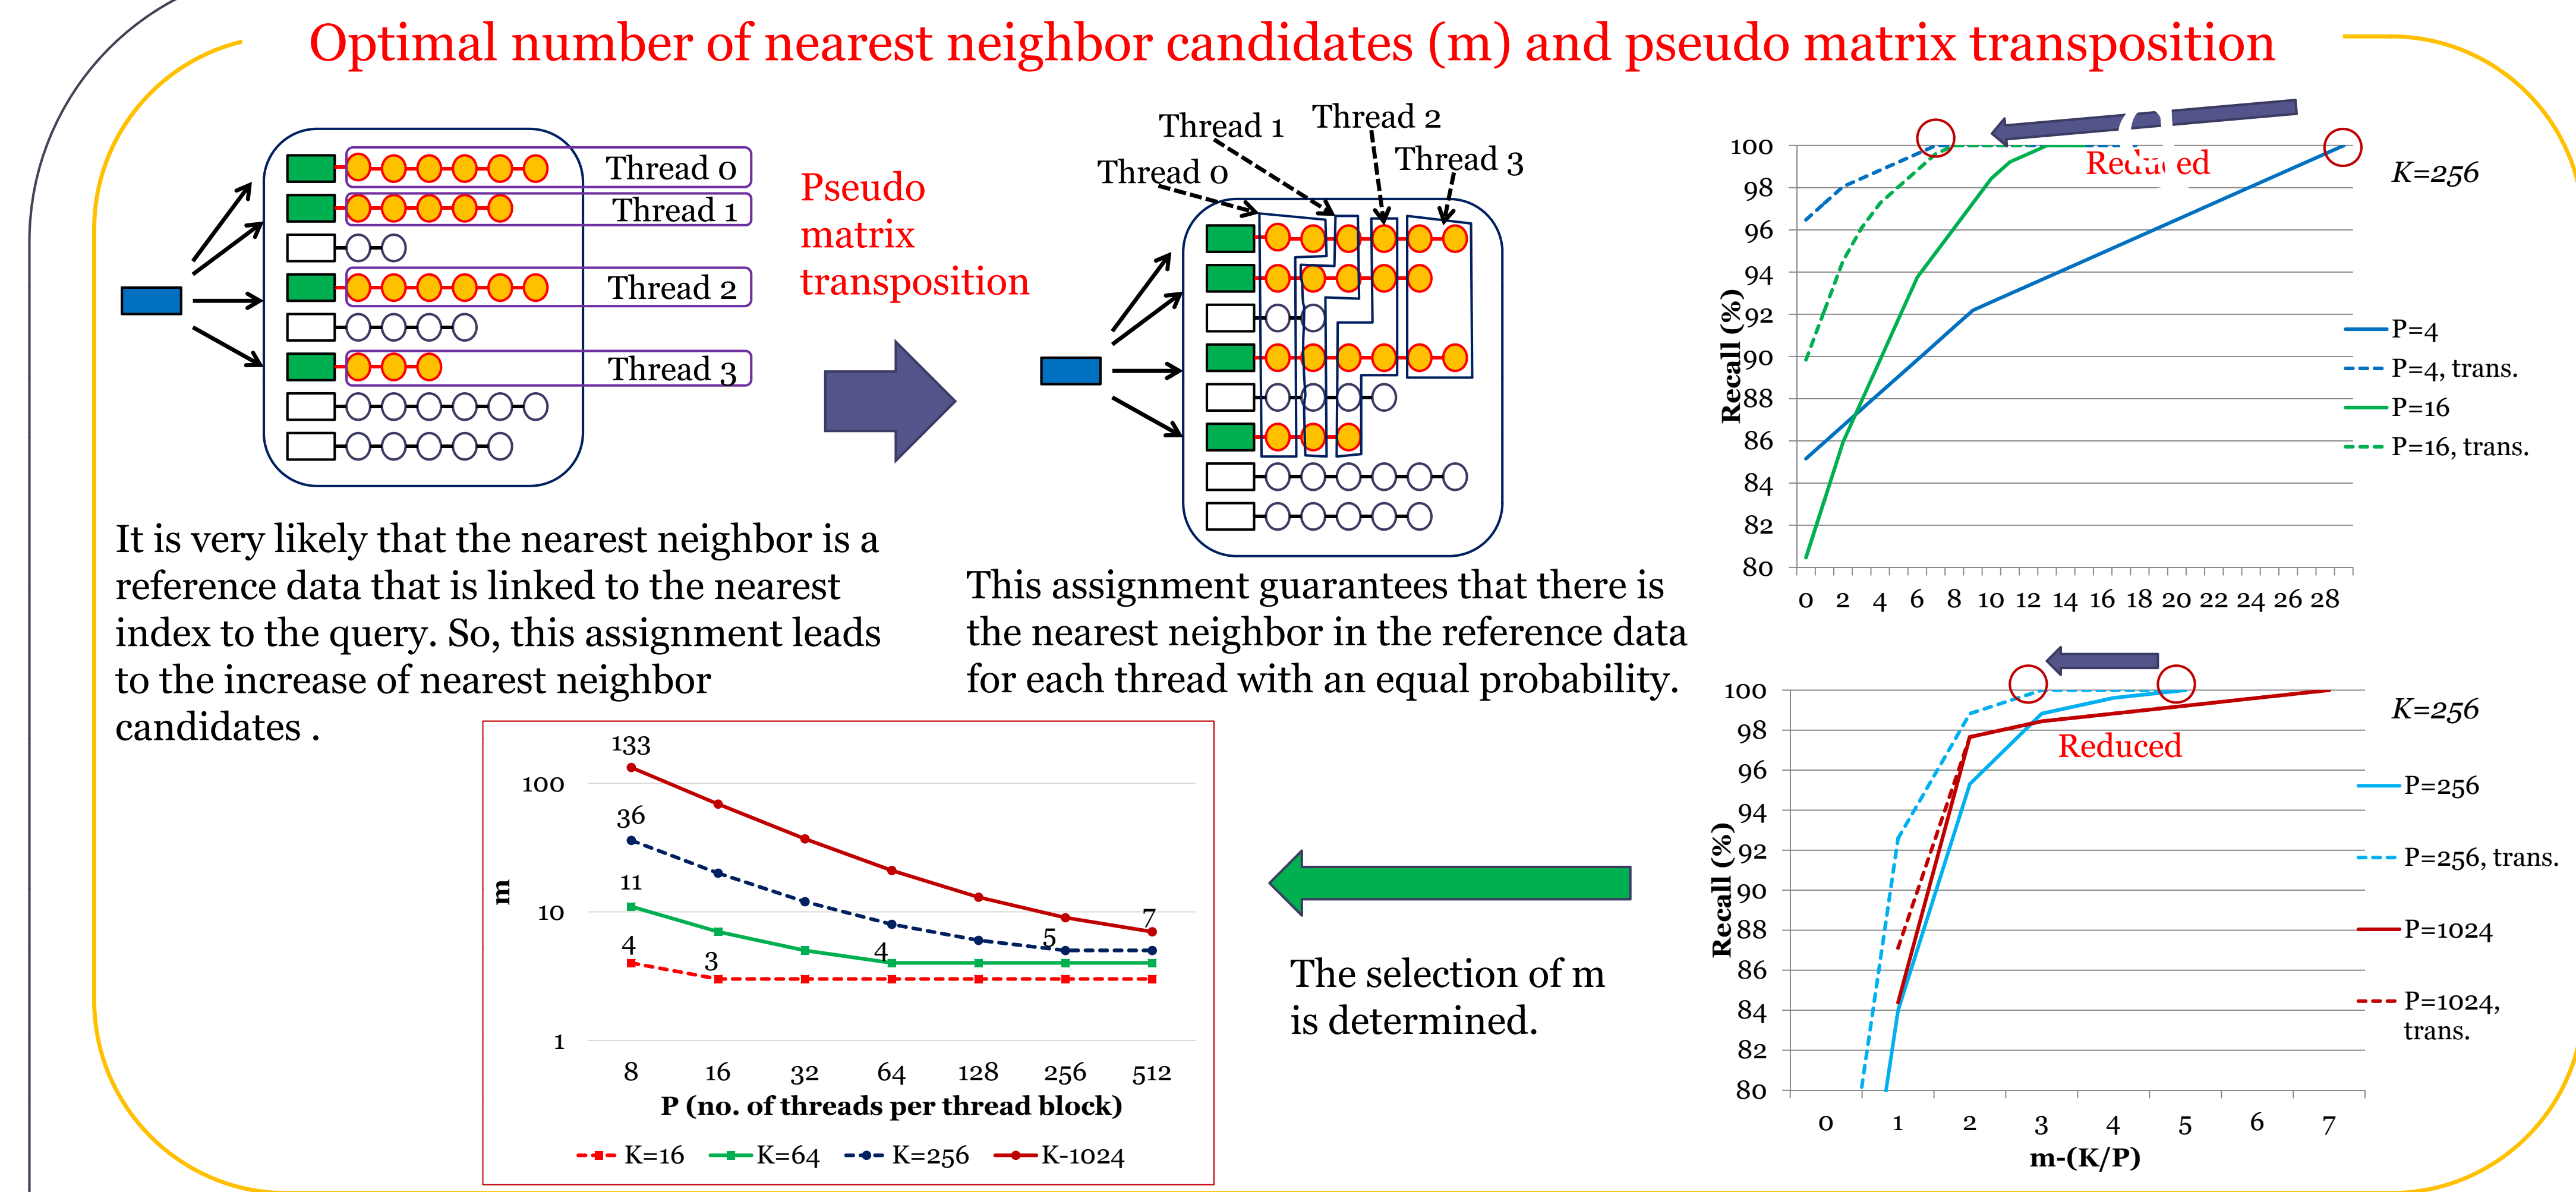 Optimal number of nearest neighbor candidates (m) and pseudo matrix transposition
Thread 0
Thread 1
Thread 2
Thread 3
Pseudo
matrix
transposition
Thread 0
Thread 1
Thread 2
Thread 3
It is very likely that the nearest neighbor is a
reference data that is linked to the nearest
index to the query. So, this assignment leads
to the increase of nearest neighbor
candidates .
This assignment guarantees that there is
the nearest neighbor in the reference data
for each thread with an equal probability.
Recall (%)
100
98
96
94
92
90
88
86
84
82
80
0 2 4 6 8 10 12 14 16 18 20 22 24 26 28
Reduced
K=256
P=4
P=4, trans.
P=16
P=16, trans.
Recall (%)
100
98
96
94
92
90
88
86
84
82
80
0 1 2 3 4 5 6 7
m-(K/P)
Reduced
K=256
P=256
P=256, trans.
P=1024
P=1024,
trans.
The selection of m
is determined.
m
100
10
1
133
36
11
4
3
4
5
7
8 16 32 64 128 256 512
P (no. of threads per thread block)
K=16 K=64 K=256 K-1024